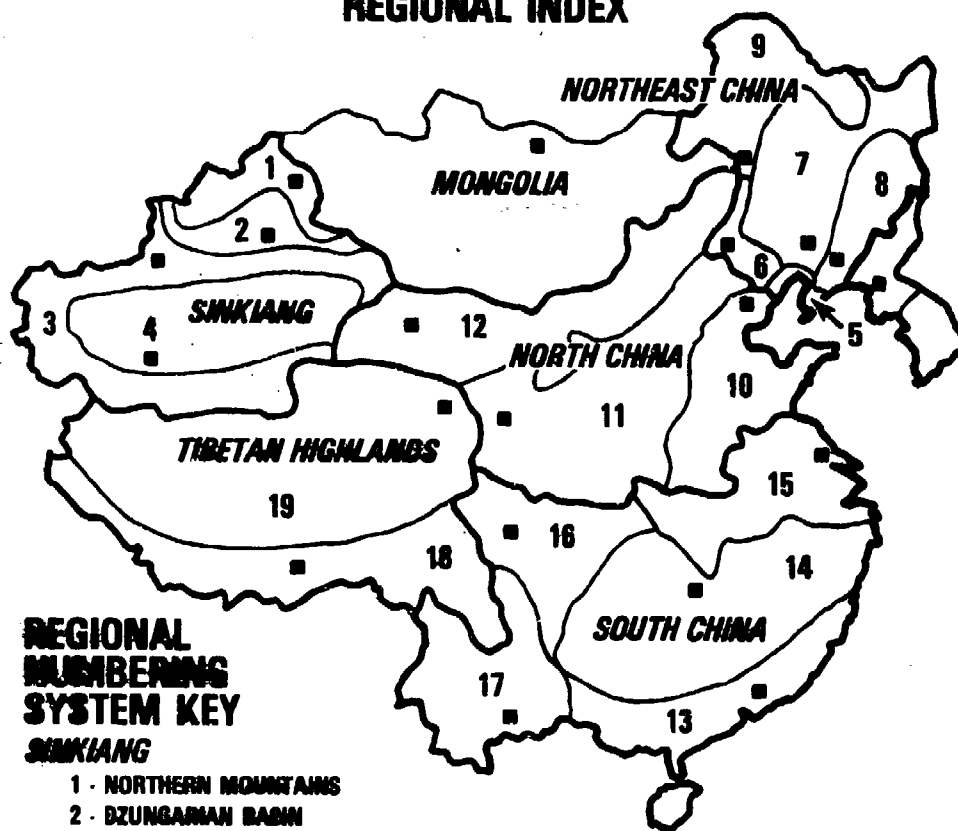 REGIONAL INDEX
9
NORTHEAST CHINA
1
MONGOLIA
7
8
2
6
3
4
SINKIANG
12
5
NORTH CHINA
10
11
TIBETAN HIGHLANDS
15
19
16
18
14
SOUTH CHINA
17
13
REGIONAL
NUMBERING
SYSTEM KEY
SINKIANG
1 - NORTHERN MOUNTAINS
2 - DZUNGARIAN BASIN